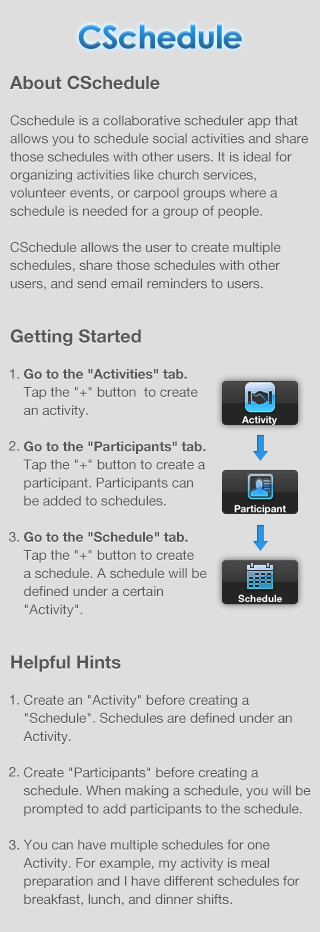 CSchedule
About CSchedule
Cschedule is a collaborative scheduler app that
allows you to schedule social activities and share
those schedules with other users. It is ideal for
organizing activities like church services,
volunteer events, or carpool groups where a
schedule is needed for a group of people.
CSchedule allows the user to create multiple
schedules, share those schedules with other
users, and send email reminders to users.
Getting Started
1. Go to the "Activities" tab.
Tap the "+" button to create
an activity.
Activity
2. Go to the "Participants" tab.
Tap the "+" button to create a
participant. Participants can
be added to schedules.
Participant
3. Go to the "Schedule" tab.
Tap the "+" button to create
a schedule. A schedule will be
defined under a certain
"Activity".
Schedule
Helpful Hints
1. Create an "Activity" before creating a
"Schedule". Schedules are defined under an
Activity.
2. Create "Participants" before creating a
schedule. When making a schedule, you will be
prompted to add participants to the schedule.
3. You can have multiple schedules for one
Activity. For example, my activity is meal
preparation and I have different schedules for
breakfast, lunch, and dinner shifts.